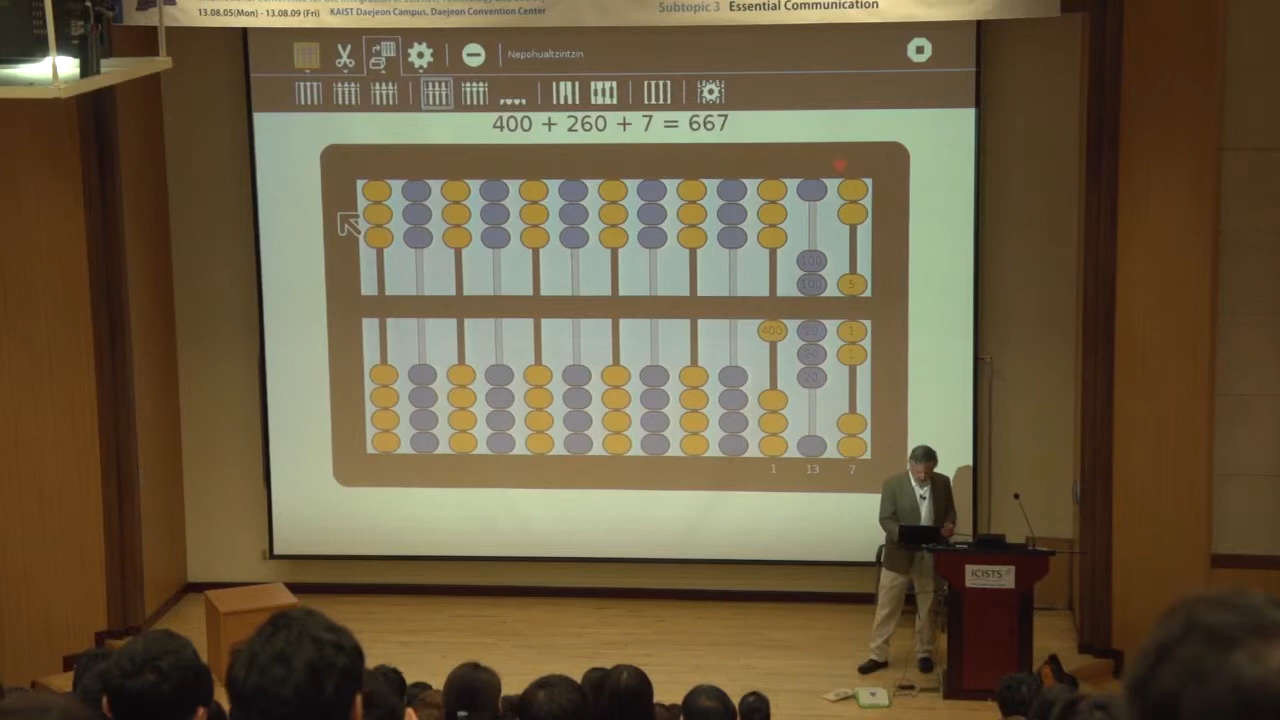 Subtopic 3 Essential Communication
13.08.05(Mon) - 13.08.09 (Fri) KAIST Daejeon Campus, Daejeon Convention Center
Nepohualtzintzin
400 + 260 + 7 = 667
100
100 5
400 20 1
20 1
20
1 13 7
ICISTS